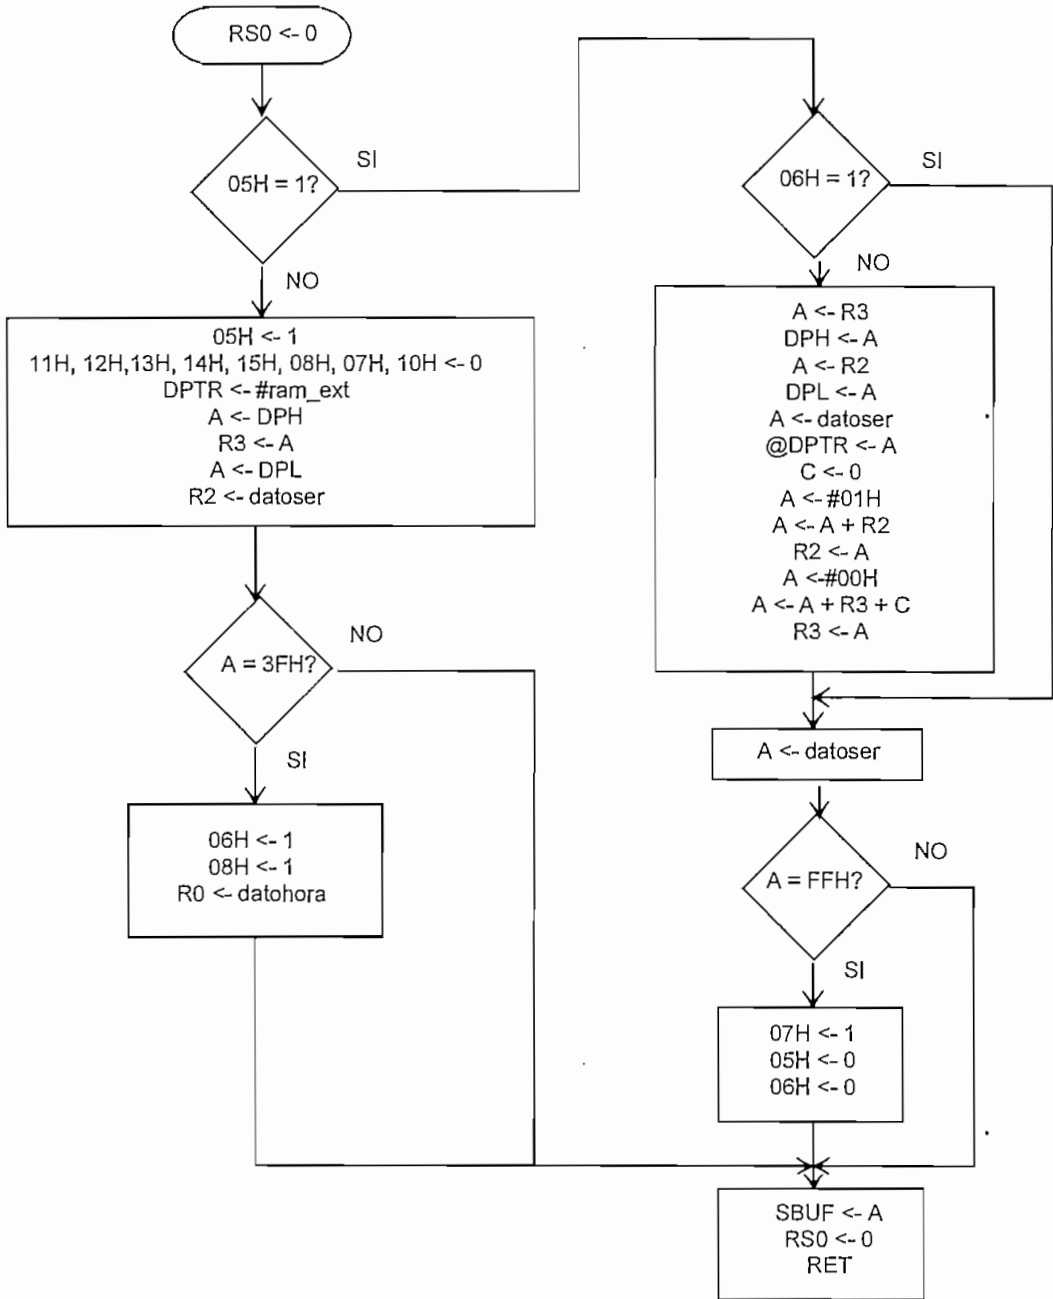 RS0 <- 0
05H = 1?
SI
NO
05H <- 1
11H, 12H,13H, 14H, 15H, 08H, 07H, 10H <- 0
DPTR <- #ram_ext
A <- DPH
R3 <- A
A <- DPL
R2 <- datoser
A = 3FH?
NO
SI
06H <- 1
08H <- 1
R0 <- datohora
06H = 1?
SI
NO
A <- R3
DPH <- A
A <- R2
DPL <- A
A <- datoser
@DPTR <- A
C <- 0
A <- #01H
A <- A + R2
R2 <- A
A <-#00H
A <- A + R3 + C
R3 <- A
A <- datoser
A = FFH?
NO
SI
07H <- 1
05H <- 0
06H <- 0
SBUF <- A
RS0 <- 0
RET